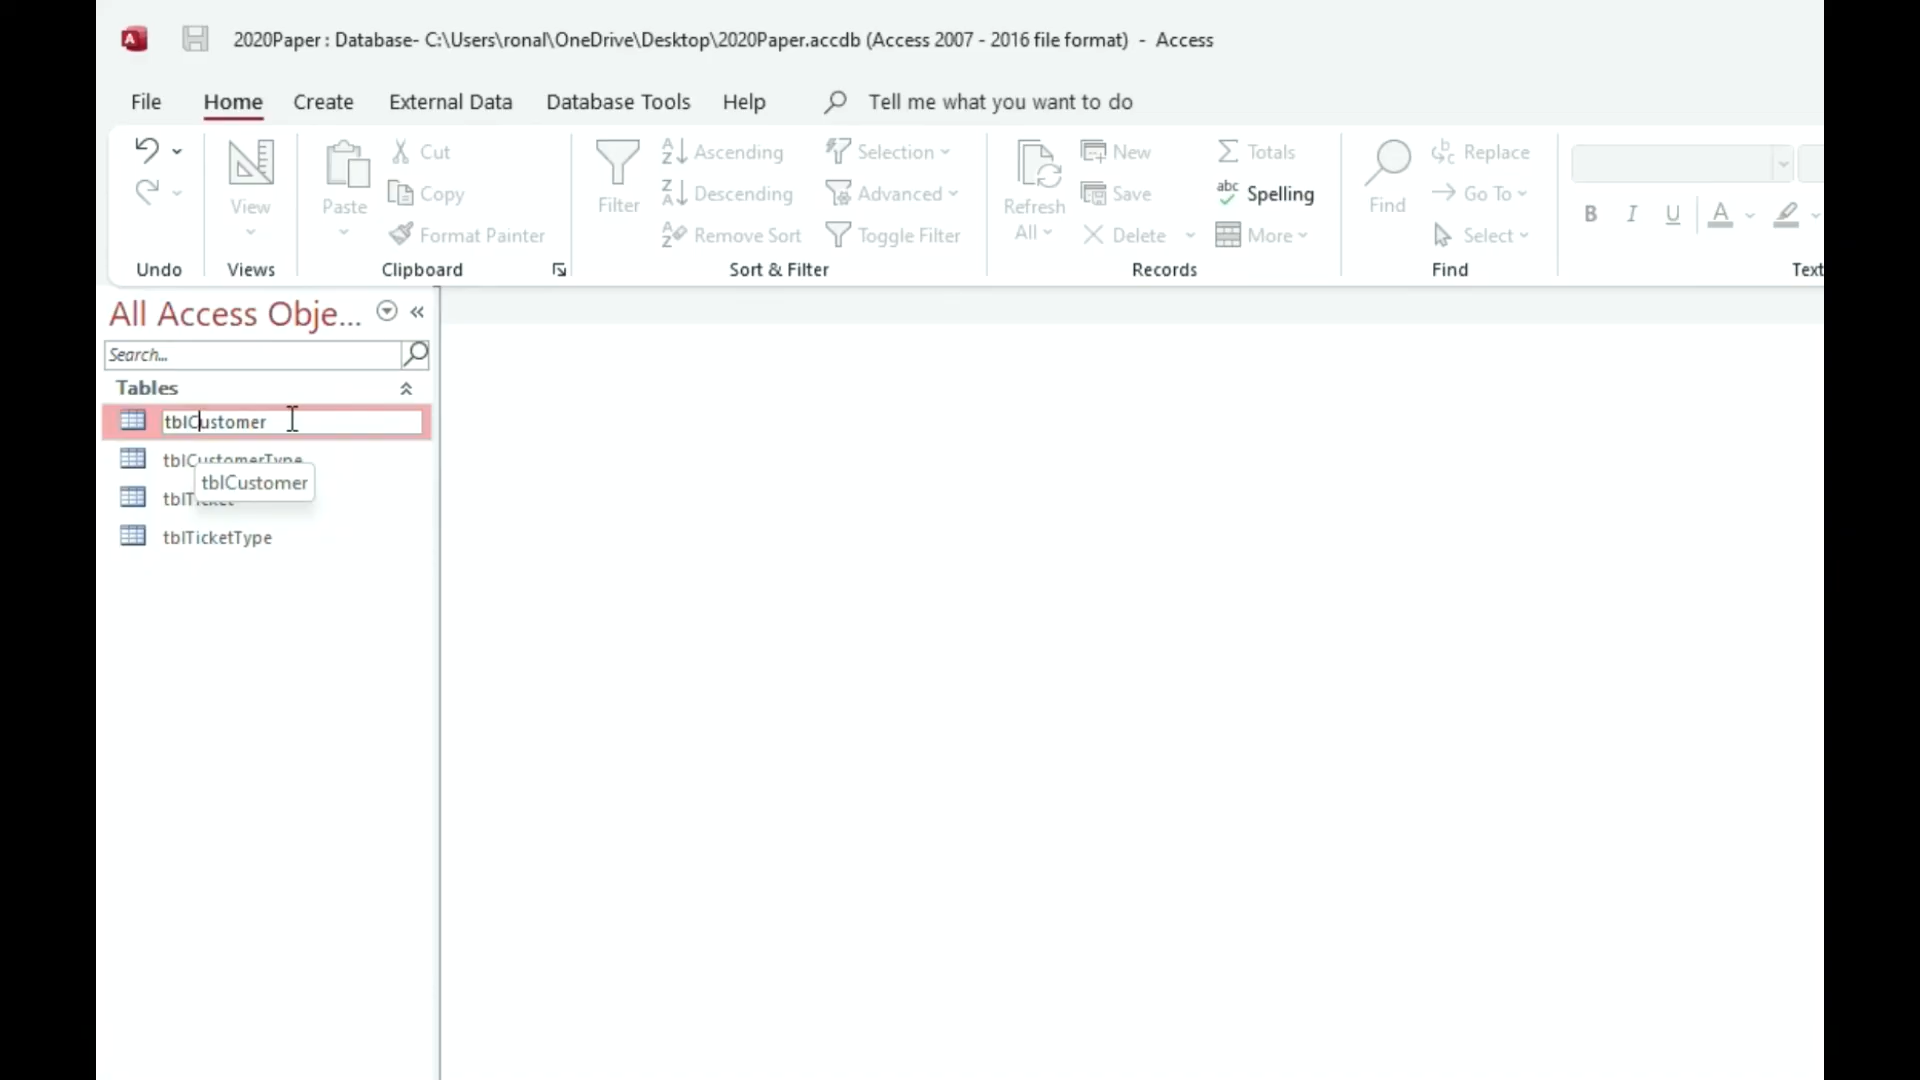 2020Paper : Database- C:\Users\ronal\OneDrive\Desktop\2020Paper.accdb (Access 2007 - 2016 file format) - Access
File Home Create External Data Database Tools Help Tell me what you want to do
View
Paste
Cut
Copy
Format Painter
Filter
Ascending
Descending
Remove Sort
Selection
Advanced
Toggle Filter
Refresh
All
New
Save
Delete
Totals
Spelling
More
Find
Replace
Go To
Select
B I U A
Undo Views Clipboard Sort & Filter Records Find Text
All Access Obje...
Search...
Tables
tblCustomer
tblCustomerType
tblCustomer
tblTicket
tblTicketType